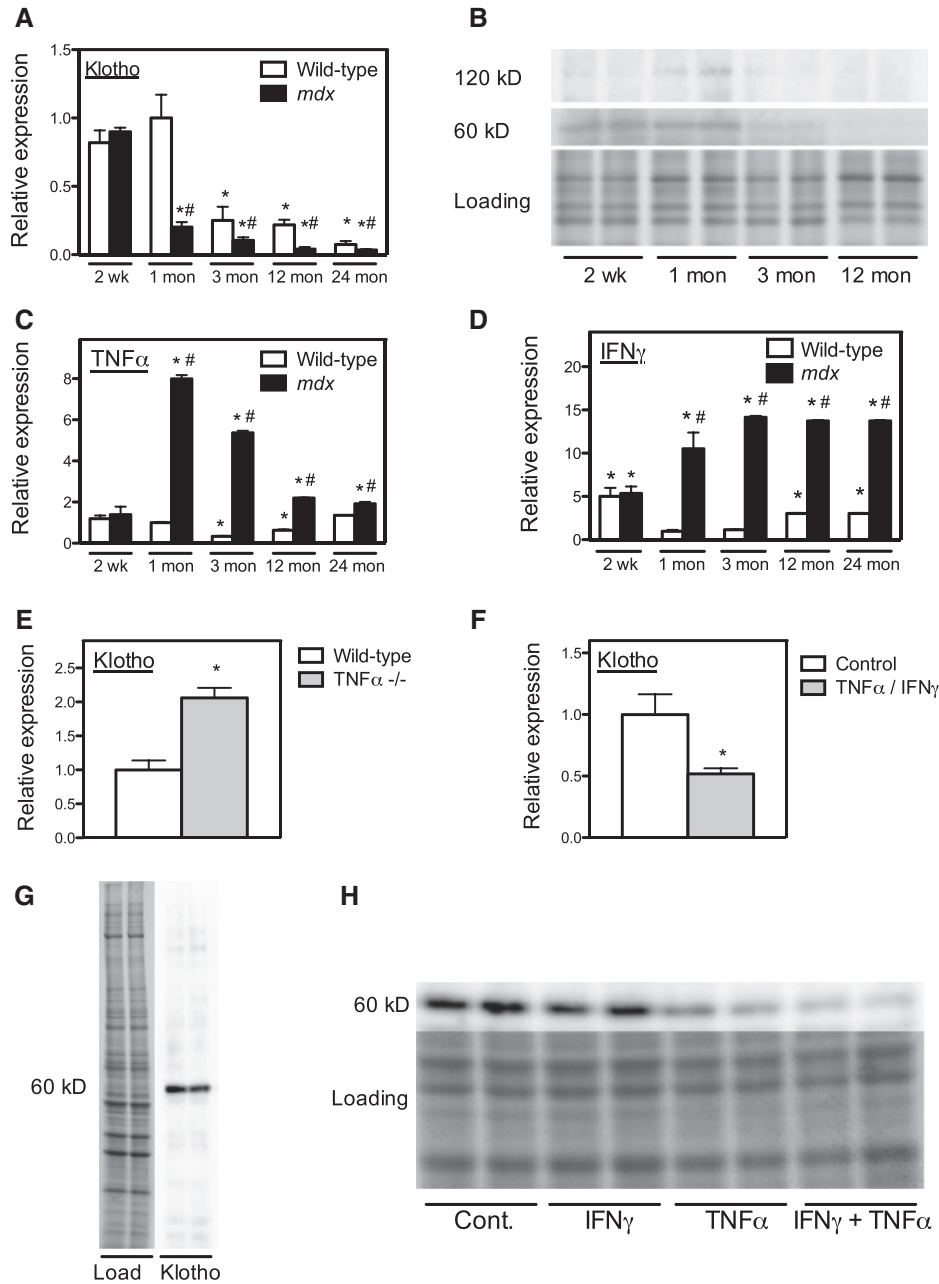 A
Relative expression
1.5
1.0
0.5
0.0
Klotho
Wild-type
mdx
*#
*
*#
*
*#
*
*#
2 wk
1 mon
3 mon
12 mon
24 mon
B
120 kD
60 kD
Loading
2 wk
1 mon
3 mon
12 mon
C
Relative expression
8
6
4
2
0
TNFα
Wild-type
mdx
* #
*
* #
*
*#
*#
2 wk
1 mon
3 mon
12 mon
24 mon
D
Relative expression
20
15
10
5
0
IFNγ
Wild-type
mdx
*
*
* #
* #
*
* #
*
* #
2 wk
1 mon
3 mon
12 mon
24 mon
E
Relative expression
2.5
2.0
1.5
1.0
0.5
0.0
Klotho
*
Wild-type
TNFα -/-
F
Relative expression
1.5
1.0
0.5
0.0
Klotho
*
Control
TNFα / IFNγ
G
60 kD
Load
Klotho
H
60 kD
Loading
Cont.
IFNγ
TNFα
IFNγ + TNFα